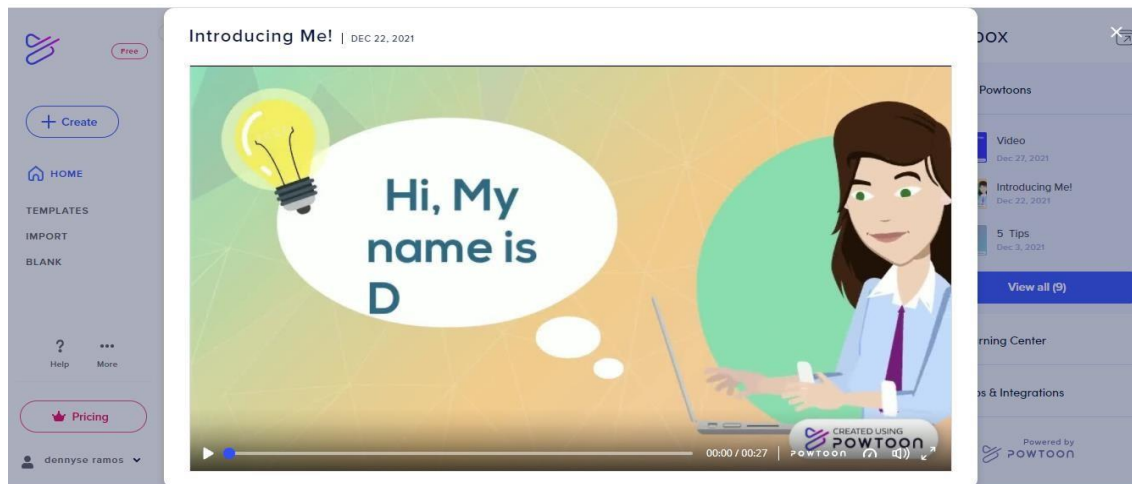 Introducing Me! | DEC 22, 2021
Free
+ Create
HOME
TEMPLATES
IMPORT
BLANK
?
Help
More
Pricing
dennyse ramos
Hi, My
name is
D
CREATED USING
POWTOON
00:00 / 00:27
POWTOON
Powtoons
Video
Dec 27, 2021
Introducing Me!
Dec 22, 2021
5 Tips
Dec 3, 2021
View all (9)
Center
& Integrations
Powered by
POWTOON